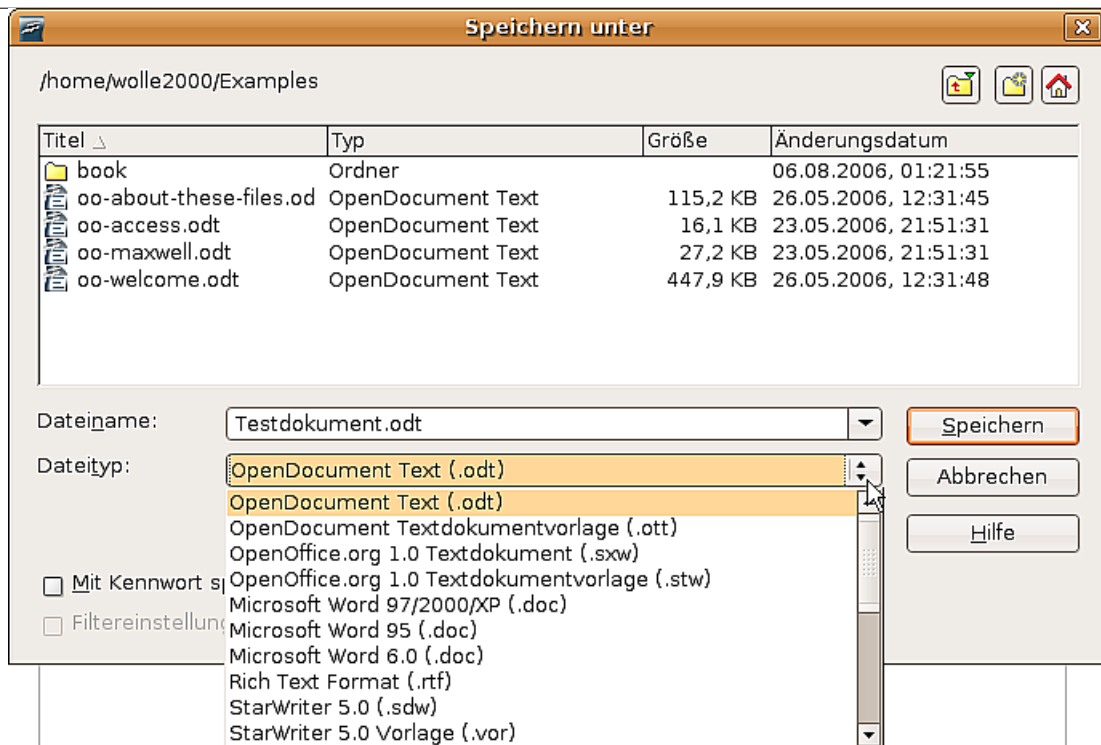 Speichern unter
/home/wolle2000/Examples
Titel Typ Größe Änderungsdatum
book Ordner 06.08.2006, 01:21:55
oo-about-these-files.od OpenDocument Text 115,2 KB 26.05.2006, 12:31:45
oo-access.odt OpenDocument Text 16,1 KB 23.05.2006, 21:51:31
oo-maxwell.odt OpenDocument Text 27,2 KB 23.05.2006, 21:51:31
oo-welcome.odt OpenDocument Text 447,9 KB 26.05.2006, 12:31:48
Dateiname: Testdokument.odt Speichern
Dateityp: OpenDocument Text (.odt) Abbrechen
OpenDocument Text (.odt)
OpenDocument Textdokumentvorlage (.ott) Hilfe
OpenOffice.org 1.0 Textdokument (.sxw)
Mit Kennwort sp OpenOffice.org 1.0 Textdokumentvorlage (.stw)
Microsoft Word 97/2000/XP (.doc)
Filtereinstellung Microsoft Word 95 (.doc)
Microsoft Word 6.0 (.doc)
Rich Text Format (.rtf)
StarWriter 5.0 (.sdw)
StarWriter 5.0 Vorlage (.vor)